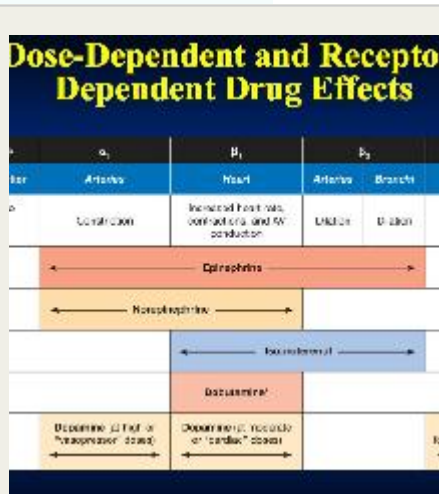 Dose-Dependent and Recepto
Dependent Drug Effects
α₁ β₁ β₂
Arteries Heart Arteries Bronchi
Constriction
Increased heart rate,
contractions, and AV
conduction
Dilation Dilation
Epinephrine
Norepinephrine
Isoproterenol
Dobutamine*
Dopamine (at high or
"vasopressor" doses)
Dopamine (at moderate
or "cardiac" doses)